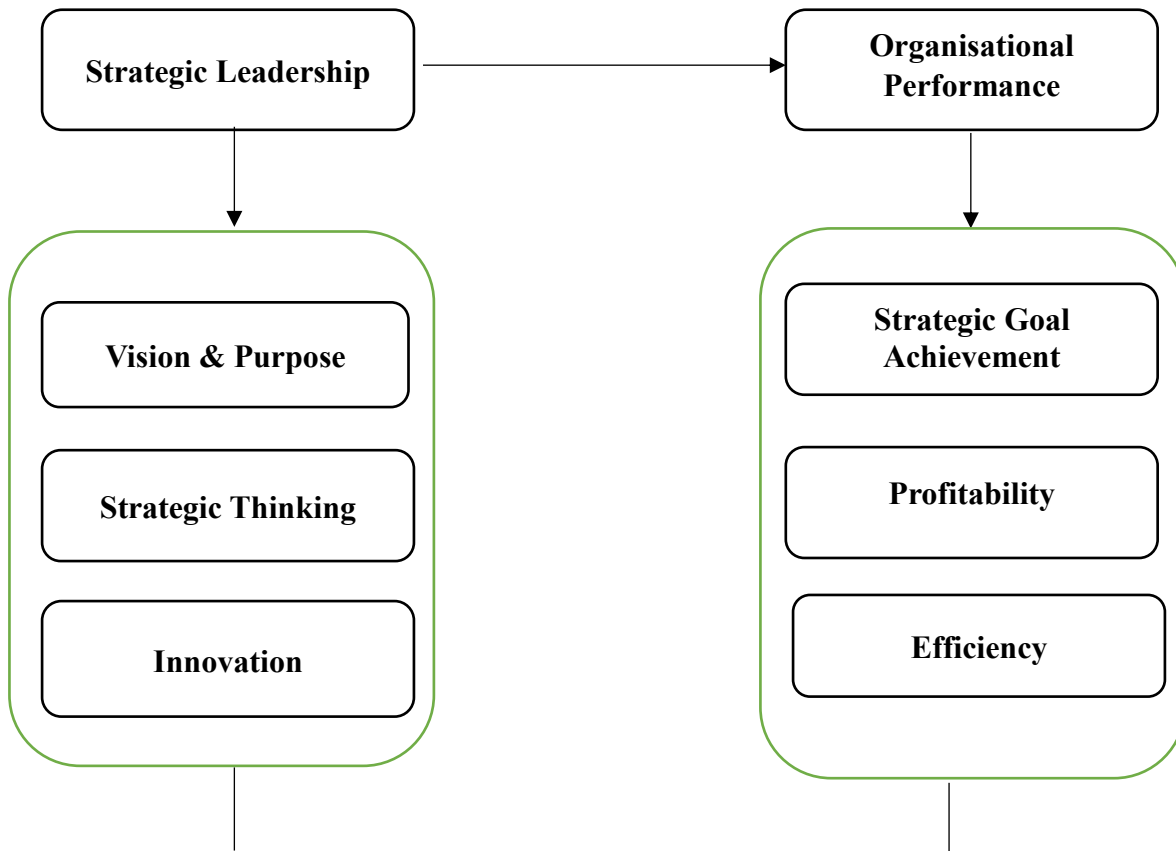 Strategic Leadership
Organisational
Performance
Vision & Purpose
Strategic Thinking
Innovation
Strategic Goal
Achievement
Profitability
Efficiency